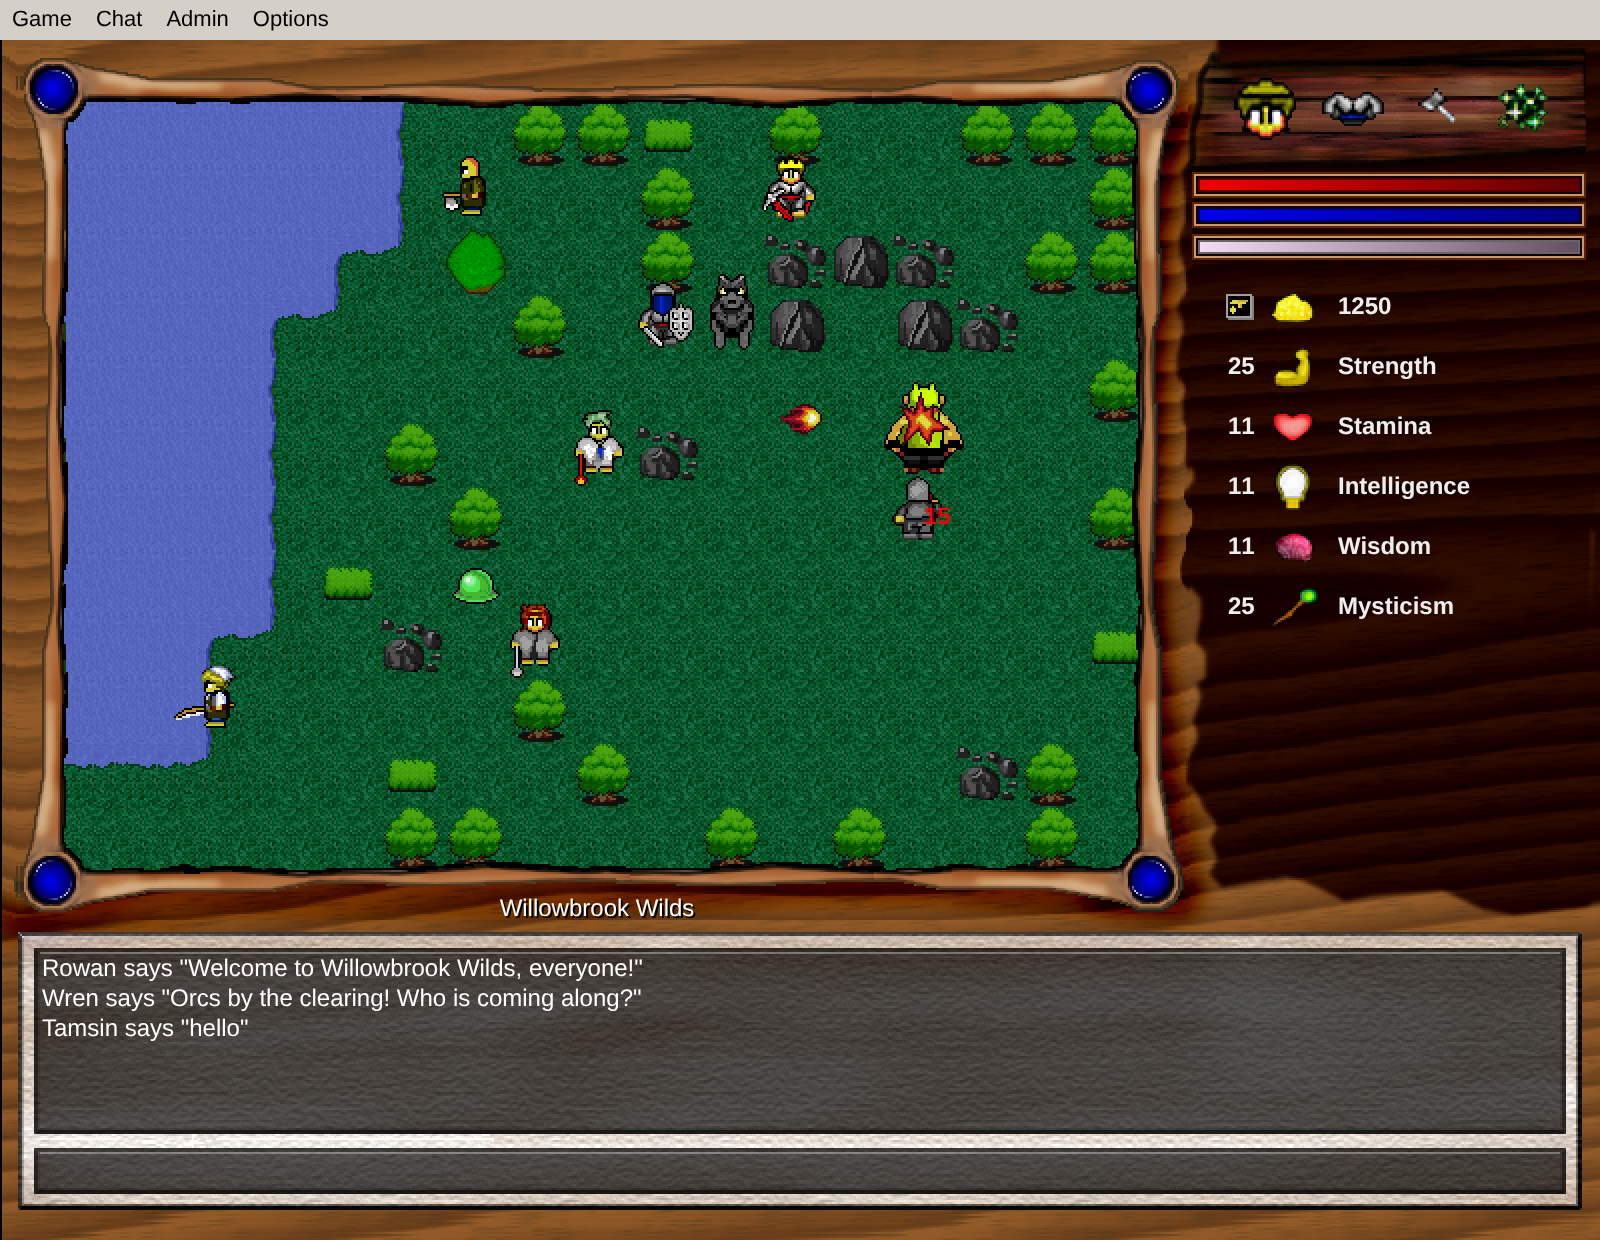 Game Chat Admin Options
1250
25 Strength
11 Stamina
11 Intelligence
11 Wisdom
25 Mysticism
15
Willowbrook Wilds
Rowan says "Welcome to Willowbrook Wilds, everyone!"
Wren says "Orcs by the clearing! Who is coming along?"
Tamsin says "hello"